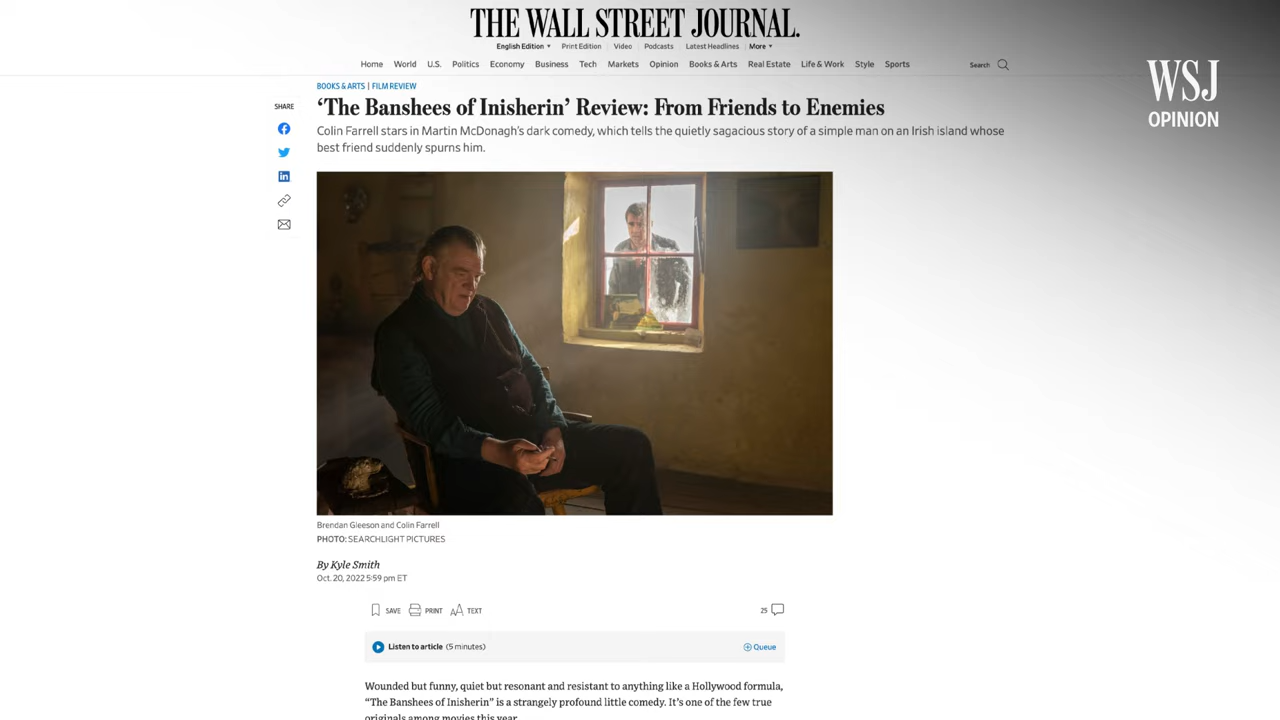 THE WALL STREET JOURNAL.
English Edition Print Edition Video Podcasts Latest Headlines More
Home World U.S. Politics Economy Business Tech Markets Opinion Books & Arts Real Estate Life & Work Style Sports Search
WSJ
OPINION
BOOKS & ARTS | FILM REVIEW
SHARE
‘The Banshees of Inisherin’ Review: From Friends to Enemies
Colin Farrell stars in Martin McDonagh’s dark comedy, which tells the quietly sagacious story of a simple man on an Irish island whose
best friend suddenly spurns him.
Brendan Gleeson and Colin Farrell
PHOTO: SEARCHLIGHT PICTURES
By Kyle Smith
Oct. 20, 2022 5:59 pm ET
SAVE PRINT AA TEXT 25
Listen to article (5 minutes) Queue
Wounded but funny, quiet but resonant and resistant to anything like a Hollywood formula,
“The Banshees of Inisherin” is a strangely profound little comedy. It’s one of the few true
originals among movies this year.